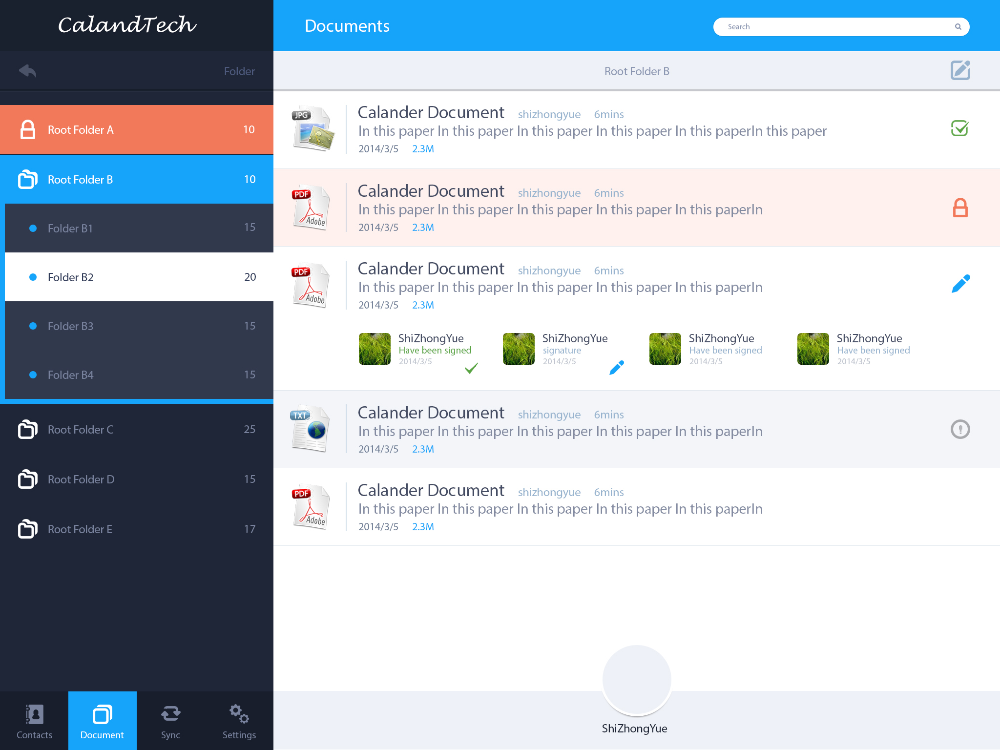 CalandTech
Documents
Search
Folder
Root Folder B
Root Folder A 10
Root Folder B 10
Folder B1 15
Folder B2 20
Folder B3 15
Folder B4 15
Root Folder C 25
Root Folder D 15
Root Folder E 17
Contacts
Document
Sync
Settings
JPG
Calander Document shizhongyue 6mins
In this paper In this paper In this paper In this paper In this paperIn this paper
2014/3/5 2.3M
PDF
Adobe
Calander Document shizhongyue 6mins
In this paper In this paper In this paper In this paper In this paperIn
2014/3/5 2.3M
PDF
Adobe
Calander Document shizhongyue 6mins
In this paper In this paper In this paper In this paper In this paperIn
2014/3/5 2.3M
ShiZhongYue
Have been signed
2014/3/5
ShiZhongYue
signature
2014/3/5
ShiZhongYue
Have been signed
2014/3/5
ShiZhongYue
Have been signed
2014/3/5
TXT
Calander Document shizhongyue 6mins
In this paper In this paper In this paper In this paper In this paperIn
2014/3/5 2.3M
PDF
Adobe
Calander Document shizhongyue 6mins
In this paper In this paper In this paper In this paper In this paperIn
2014/3/5 2.3M
ShiZhongYue